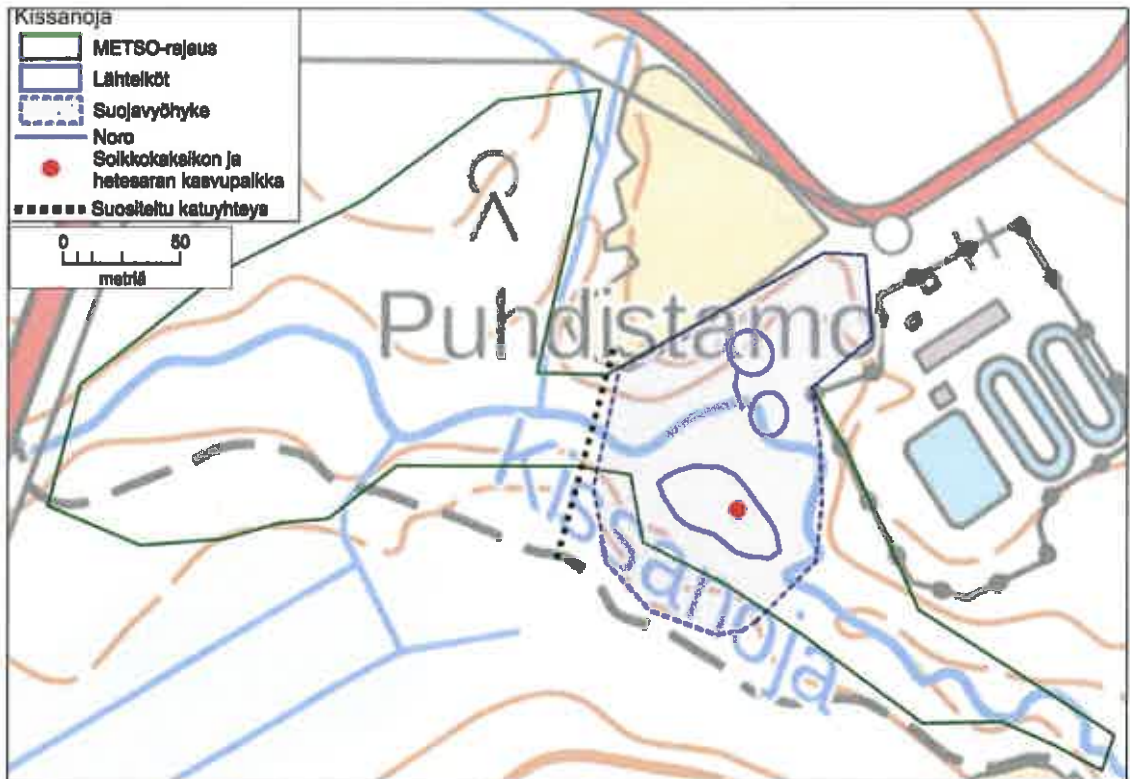 Kissanoja
METSO-rajaus
Lähteiköt
Suojavyöhyke
Noro
Soikkokaksikon ja
hetesaran kasvupaikka
Suositeltu katuyhteys
0 50
metriä
Puhdistamo
Kissanoja